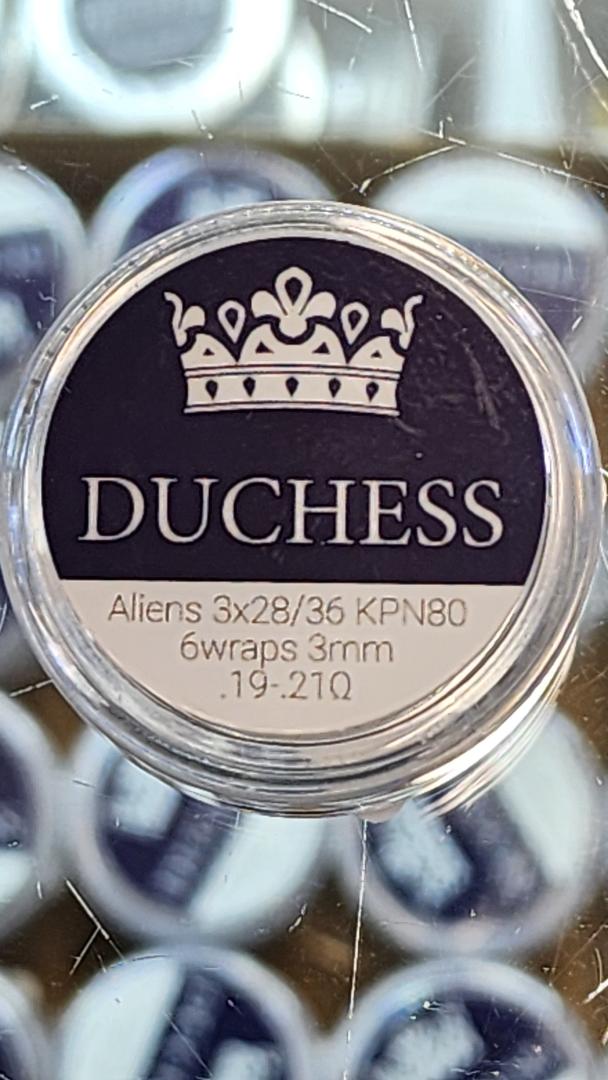 DUCHESS
Aliens 3x28/36 KPN80
6wraps 3mm
.19-.21Ω